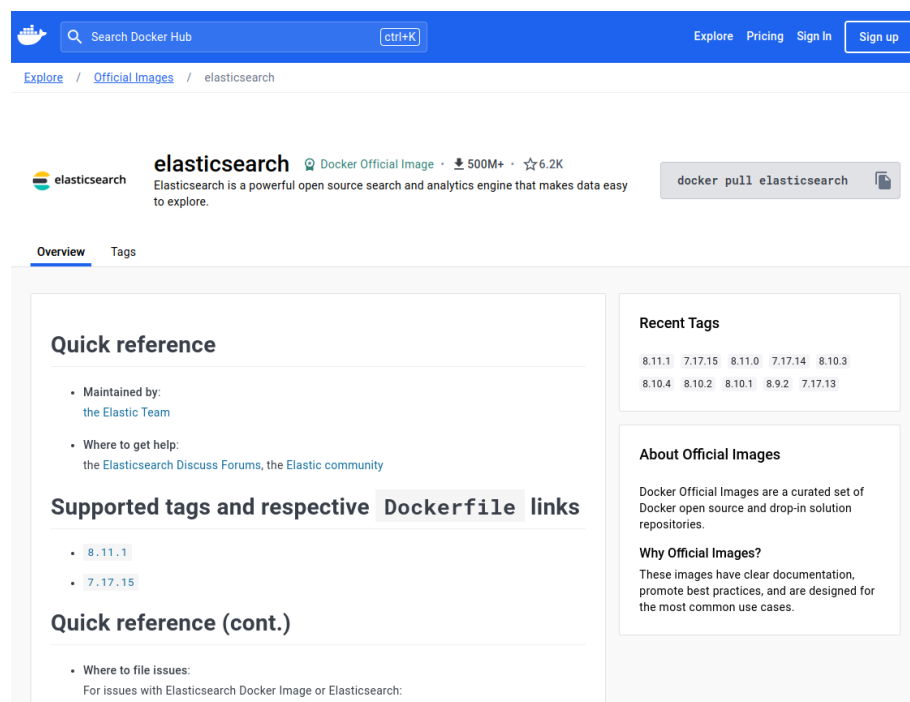 Search Docker Hub
ctrl+K
Explore Pricing Sign In Sign up
Explore / Official Images / elasticsearch
elasticsearch
elasticsearch Docker Official Image · 500M+ · 6.2K
Elasticsearch is a powerful open source search and analytics engine that makes data easy
to explore.
docker pull elasticsearch
Overview Tags
Quick reference
• Maintained by:
the Elastic Team
• Where to get help:
the Elasticsearch Discuss Forums, the Elastic community
Supported tags and respective Dockerfile links
• 8.11.1
• 7.17.15
Quick reference (cont.)
• Where to file issues:
For issues with Elasticsearch Docker Image or Elasticsearch:
Recent Tags
8.11.1 7.17.15 8.11.0 7.17.14 8.10.3
8.10.4 8.10.2 8.10.1 8.9.2 7.17.13
About Official Images
Docker Official Images are a curated set of
Docker open source and drop-in solution
repositories.
Why Official Images?
These images have clear documentation,
promote best practices, and are designed for
the most common use cases.